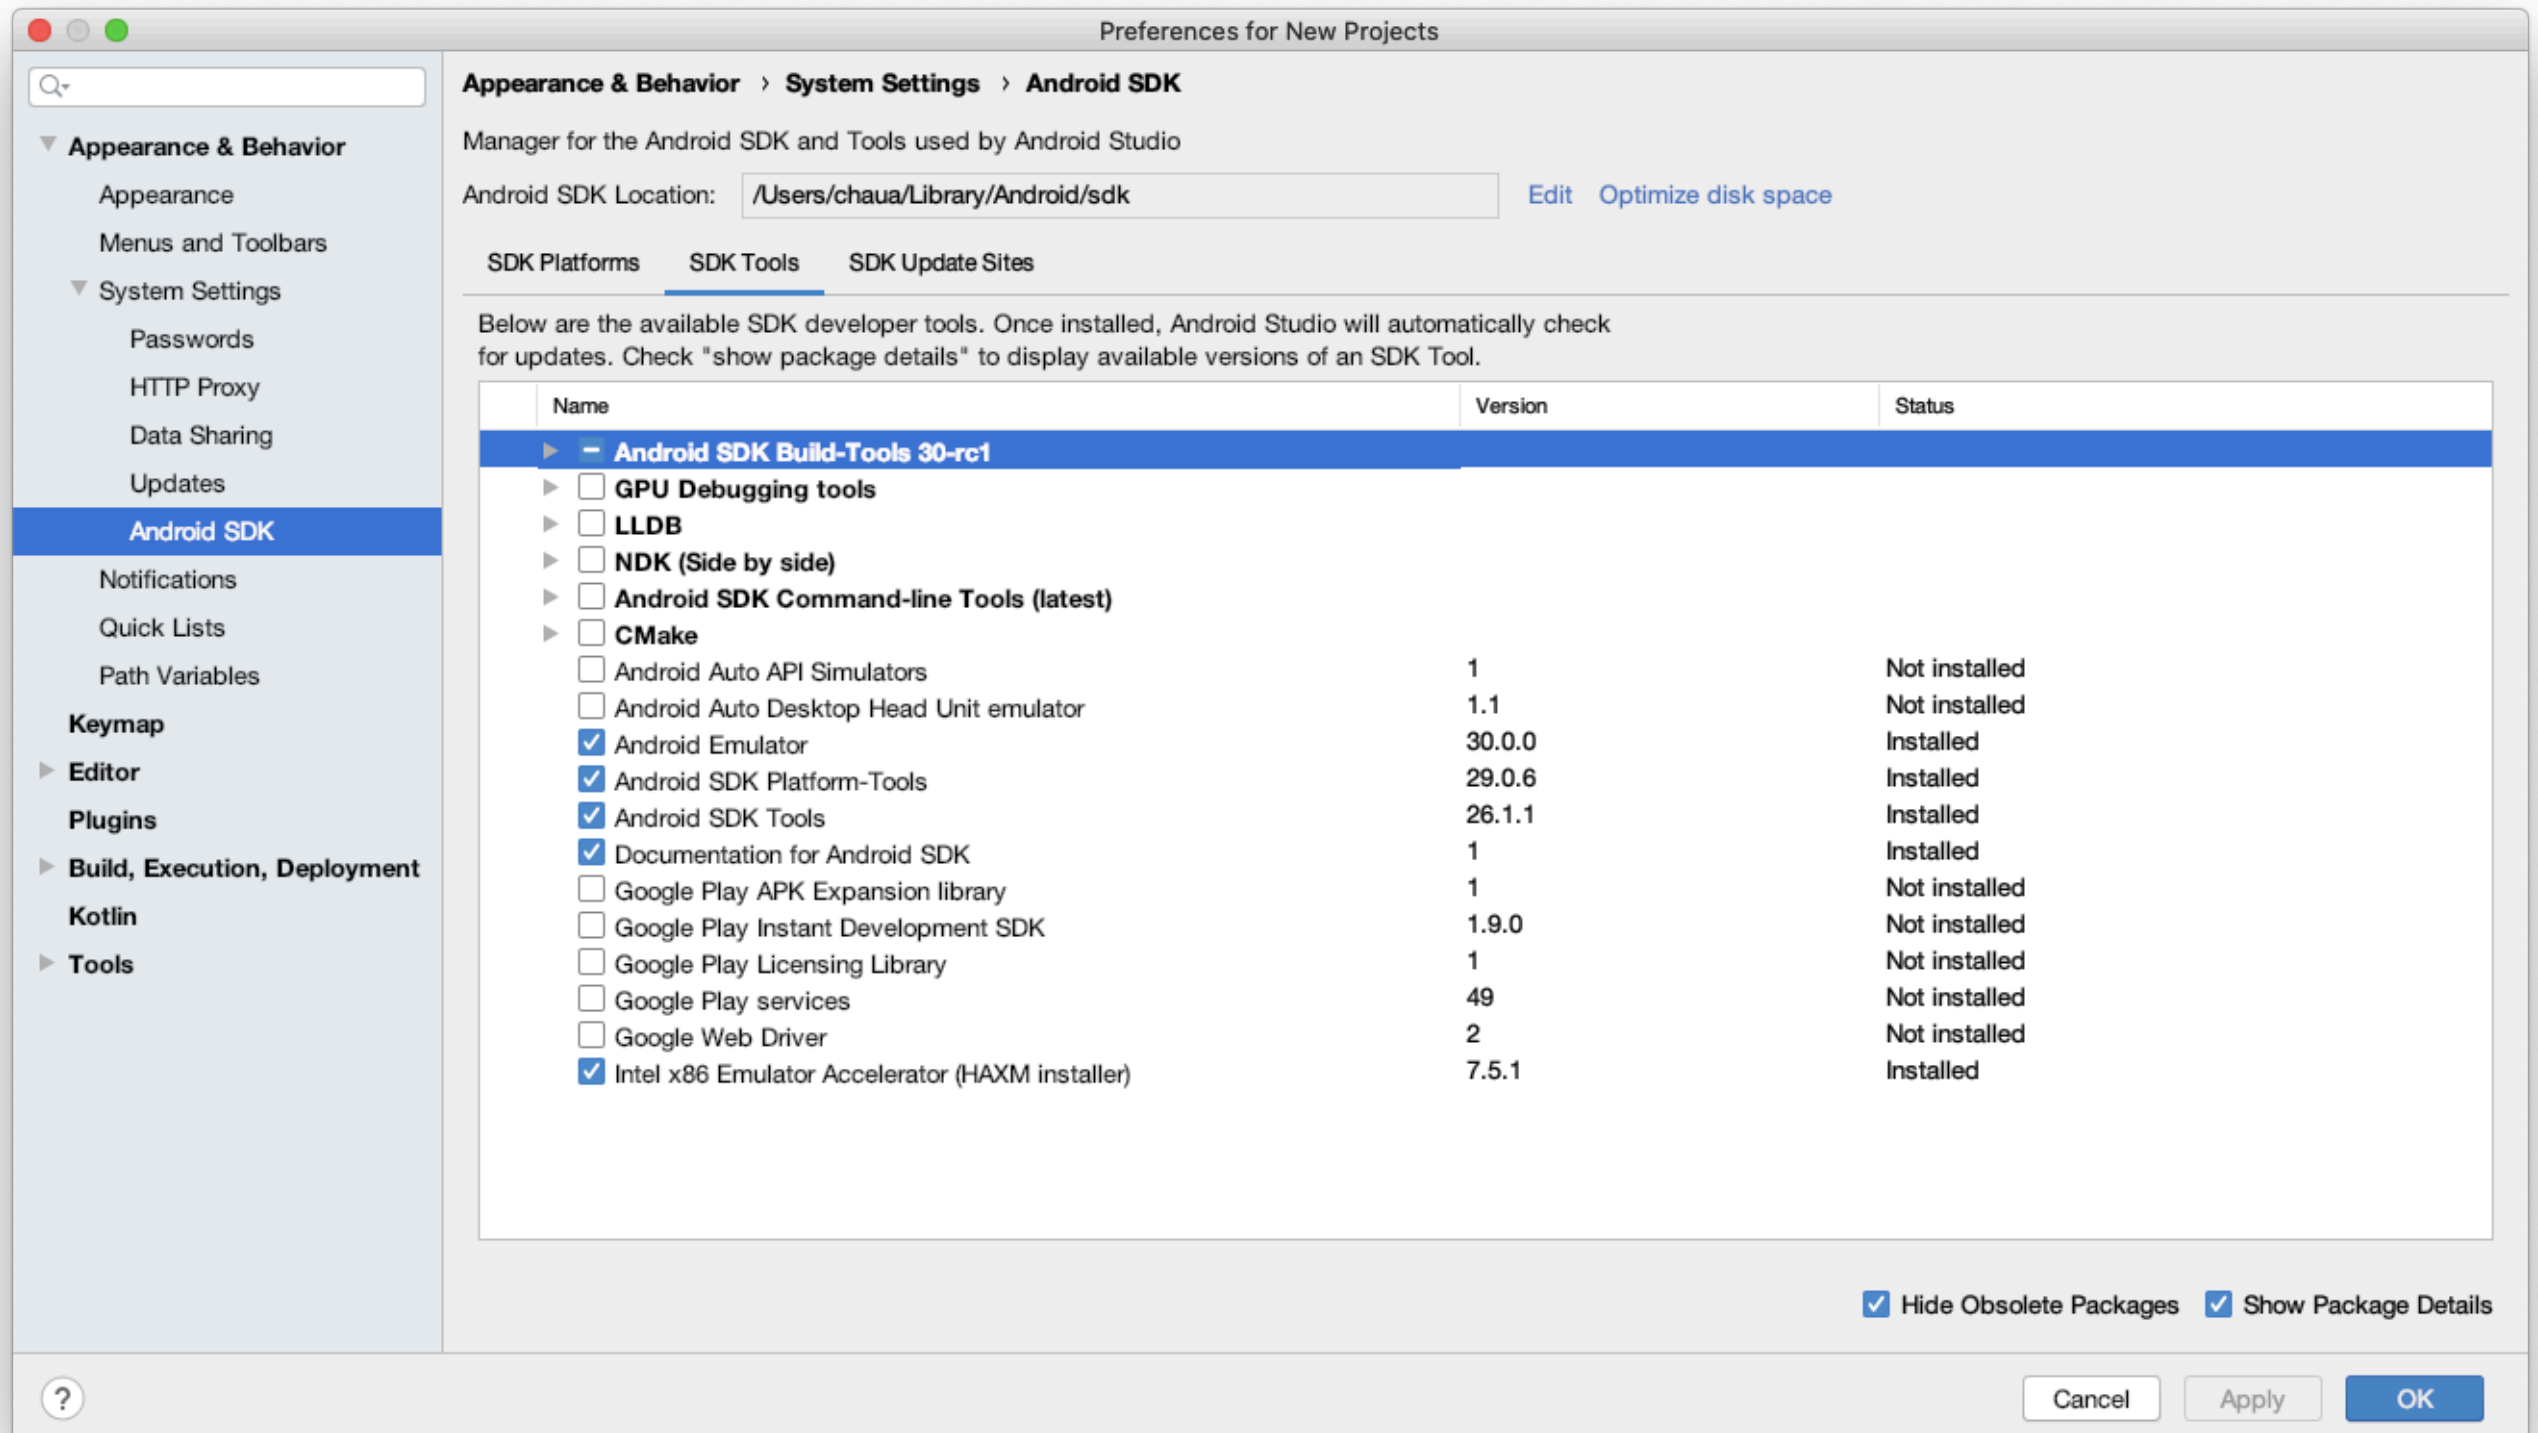 Preferences for New Projects
Appearance & Behavior
Appearance
Menus and Toolbars
System Settings
Passwords
HTTP Proxy
Data Sharing
Updates
Android SDK
Notifications
Quick Lists
Path Variables
Keymap
Editor
Plugins
Build, Execution, Deployment
Kotlin
Tools
Appearance & Behavior › System Settings › Android SDK
Manager for the Android SDK and Tools used by Android Studio
Android SDK Location: /Users/chaua/Library/Android/sdk Edit Optimize disk space
SDK Platforms SDK Tools SDK Update Sites
Below are the available SDK developer tools. Once installed, Android Studio will automatically check
for updates. Check "show package details" to display available versions of an SDK Tool.
Name Version Status
Android SDK Build-Tools 30-rc1
GPU Debugging tools
LLDB
NDK (Side by side)
Android SDK Command-line Tools (latest)
CMake
Android Auto API Simulators 1 Not installed
Android Auto Desktop Head Unit emulator 1.1 Not installed
Android Emulator 30.0.0 Installed
Android SDK Platform-Tools 29.0.6 Installed
Android SDK Tools 26.1.1 Installed
Documentation for Android SDK 1 Installed
Google Play APK Expansion library 1 Not installed
Google Play Instant Development SDK 1.9.0 Not installed
Google Play Licensing Library 1 Not installed
Google Play services 49 Not installed
Google Web Driver 2 Not installed
Intel x86 Emulator Accelerator (HAXM installer) 7.5.1 Installed
Hide Obsolete Packages Show Package Details
? Cancel Apply OK